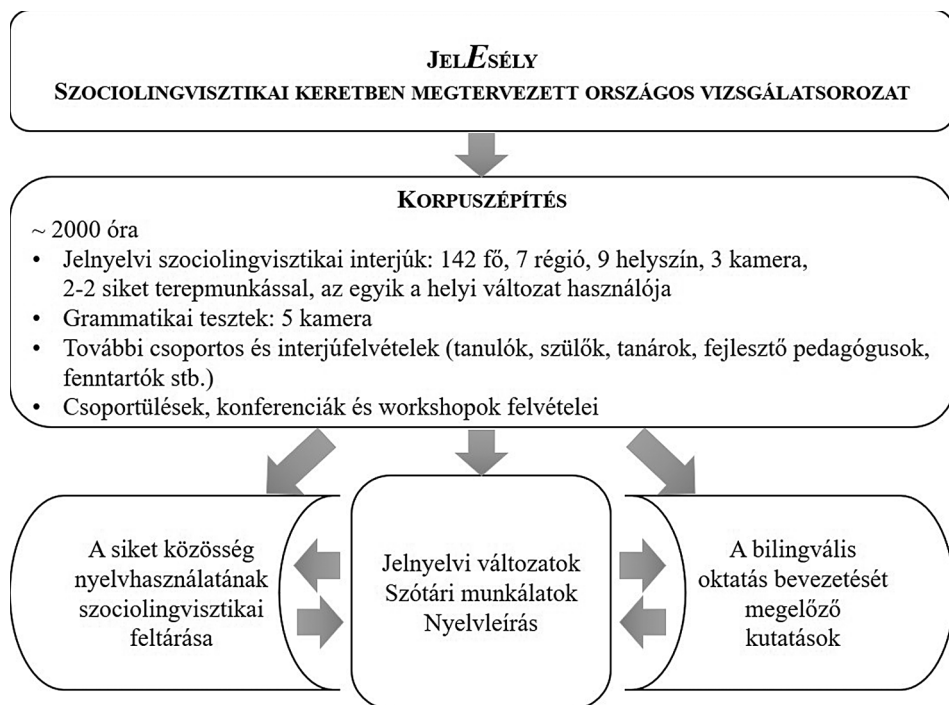 JELESÉLY
SZOCIOLINGVISZTIKAI KERETBEN MEGTERVEZETT ORSZÁGOS VIZSGÁLATSOROZAT
KORPUSZÉPÍTÉS
~ 2000 óra
• Jelnyelvi szociolingvisztikai interjúk: 142 fő, 7 régió, 9 helyszín, 3 kamera,
2-2 siket terepmunkással, az egyik a helyi változat használója
• Grammatikai tesztek: 5 kamera
• További csoportos és interjúfelvételek (tanulók, szülők, tanárok, fejlesztő pedagógusok,
fenntartók stb.)
• Csoportülések, konferenciák és workshopok felvételei
A siket közösség
nyelvhasználatának
szociolingvisztikai
feltárása
Jelnyelvi változatok
Szótári munkálatok
Nyelvleírás
A bilingvális
oktatás bevezetését
megelőző
kutatások